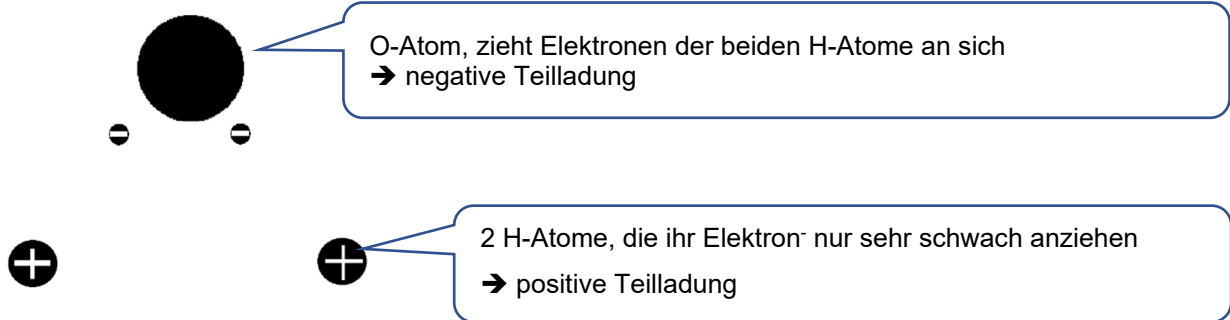 O-Atom, zieht Elektronen der beiden H-Atome an sich
➔ negative Teilladung
2 H-Atome, die ihr Elektron⁻ nur sehr schwach anziehen
➔ positive Teilladung